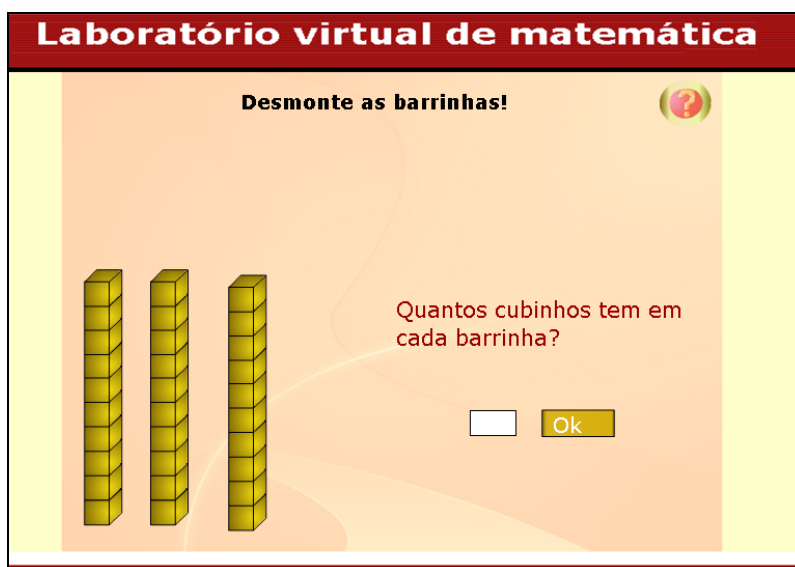 Laboratório virtual de matemática
Desmonte as barrinhas!
?
Quantos cubinhos tem em
cada barrinha?
Ok